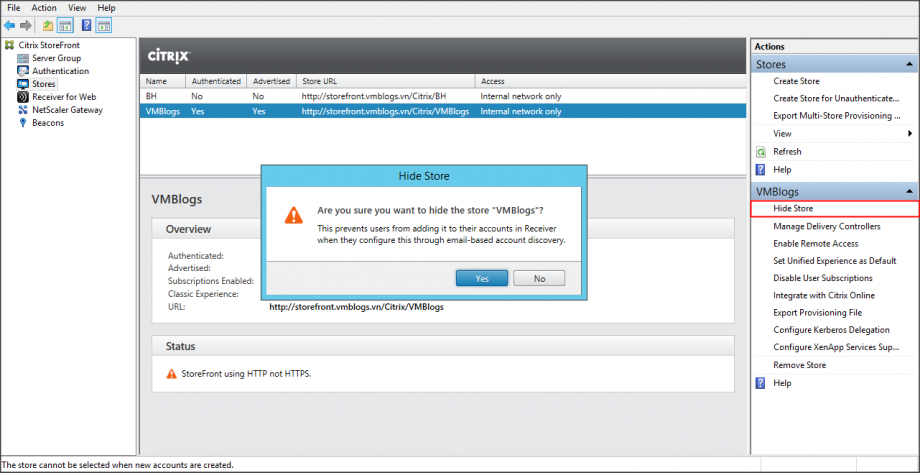 File Action View Help
Citrix StoreFront
Server Group
Authentication
Stores
Receiver for Web
NetScaler Gateway
Beacons
CITRIX
Name Authenticated Advertised Store URL Access
BH No No http://storefront.vmblogs.vn/Citrix/BH Internal network only
VMBlogs Yes Yes http://storefront.vmblogs.vn/Citrix/VMBlogs Internal network only
VMBlogs
Overview
Authenticated:
Advertised:
Subscriptions Enabled:
Classic Experience:
URL: http://storefront.vmblogs.vn/Citrix/VMBlogs
Status
StoreFront using HTTP not HTTPS.
Hide Store
Are you sure you want to hide the store "VMBlogs"?
This prevents users from adding it to their accounts in Receiver
when they configure this through email-based account discovery.
Yes No
Actions
Stores
Create Store
Create Store for Unauthenticate...
Export Multi-Store Provisioning ...
View
Refresh
Help
VMBlogs
Hide Store
Manage Delivery Controllers
Enable Remote Access
Set Unified Experience as Default
Disable User Subscriptions
Integrate with Citrix Online
Export Provisioning File
Configure Kerberos Delegation
Configure XenApp Services Sup...
Remove Store
Help
The store cannot be selected when new accounts are created.